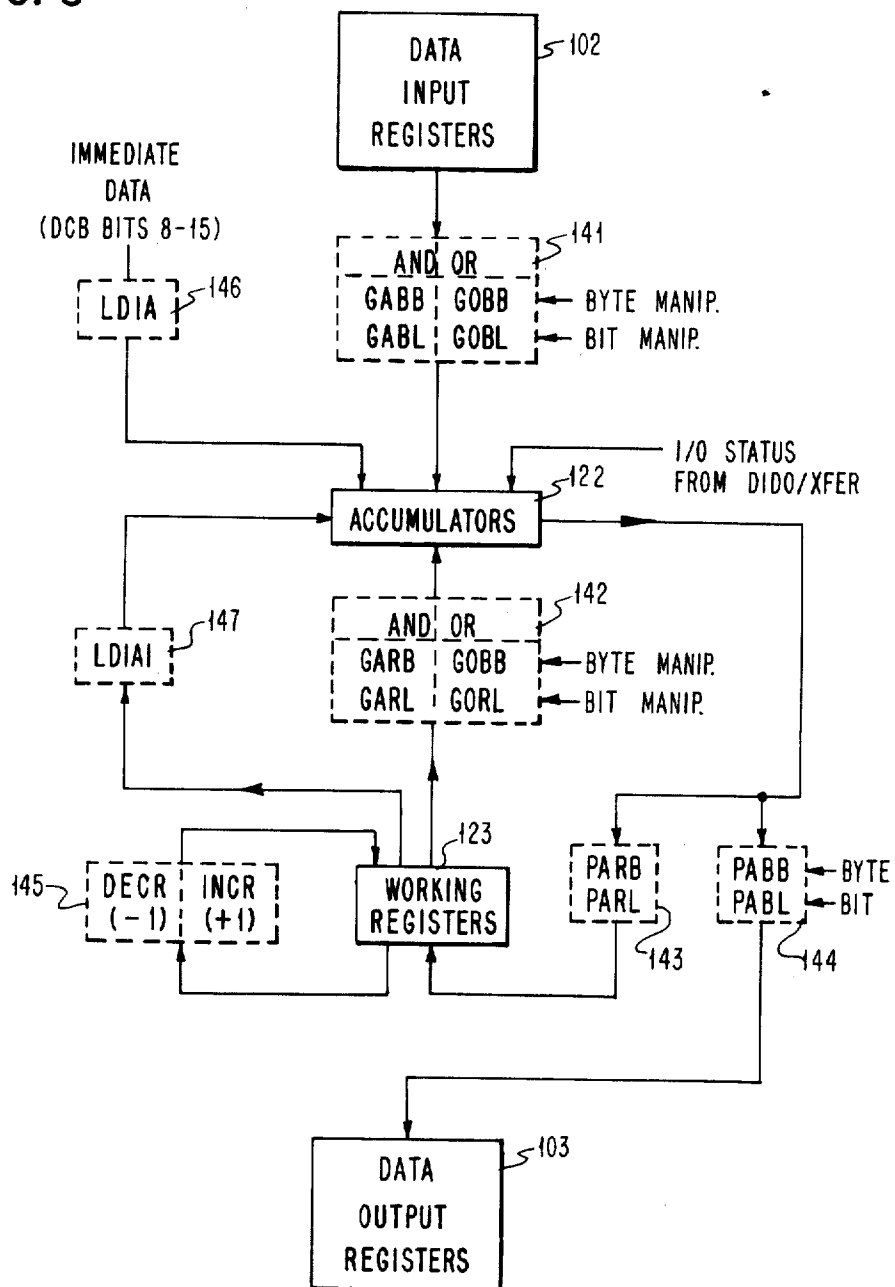 DATA
INPUT
REGISTERS
102
IMMEDIATE
DATA
(DCB BITS 8-15)
LDIA
146
AND OR
141
GABB GOBB
BYTE MANIP.
GABL GOBL
BIT MANIP.
I/O STATUS
FROM DIDO/XFER
122
ACCUMULATORS
AND OR
142
GARB GOBB
BYTE MANIP.
GARL GORL
BIT MANIP.
147
LDIAI
123
WORKING
REGISTERS
145
DECR INCR
(-1) (+1)
PARB
PARL
143
PABB
BYTE
PABL
BIT
144
103
DATA
OUTPUT
REGISTERS